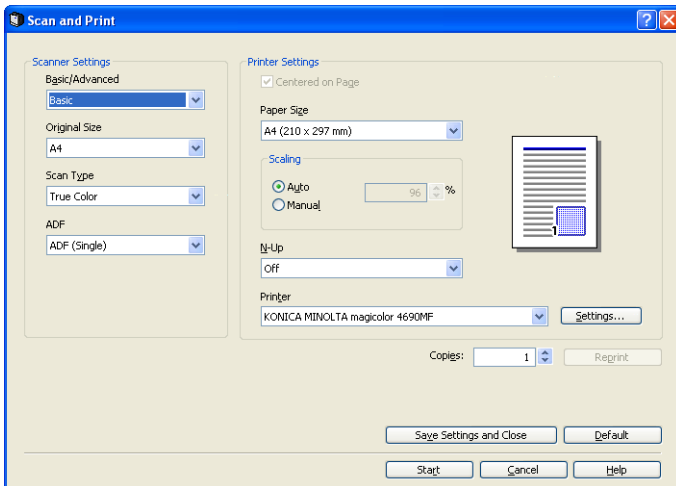 Scan and Print
Scanner Settings
Basic/Advanced
Basic
Original Size
A4
Scan Type
True Color
ADF
ADF (Single)
Printer Settings
Centered on Page
Paper Size
A4 (210 x 297 mm)
Scaling
Auto
96 %
Manual
1
N-Up
Off
Printer
KONICA MINOLTA magicolor 4690MF
Settings...
Copies: 1 Reprint
Save Settings and Close Default
Start Cancel Help